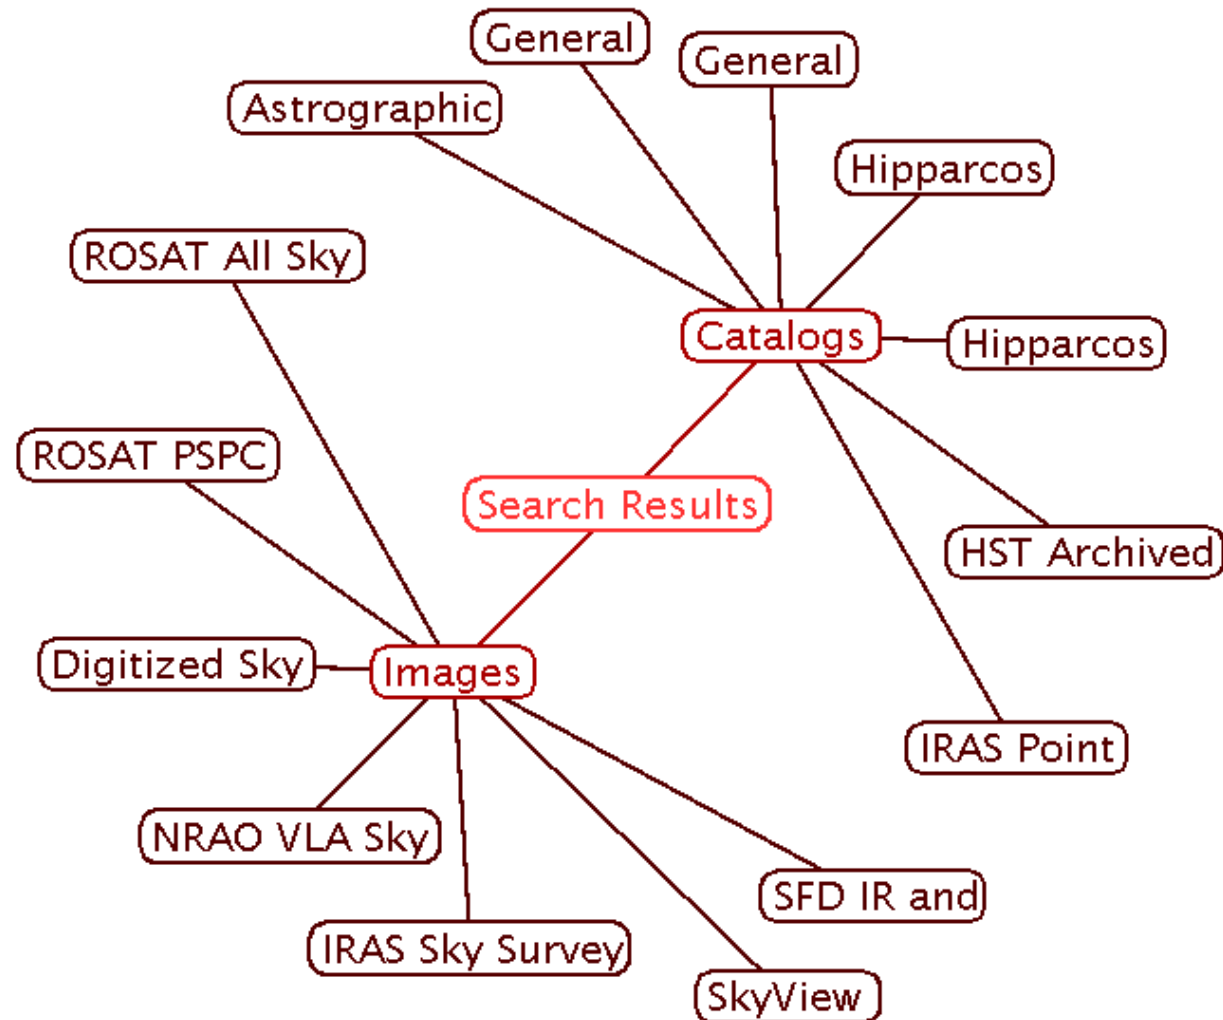 General
General
Astrographic
Hipparcos
ROSAT All Sky
Catalogs
Hipparcos
ROSAT PSPC
Search Results
HST Archived
Digitized Sky
Images
IRAS Point
NRAO VLA Sky
SFD IR and
IRAS Sky Survey
SkyView